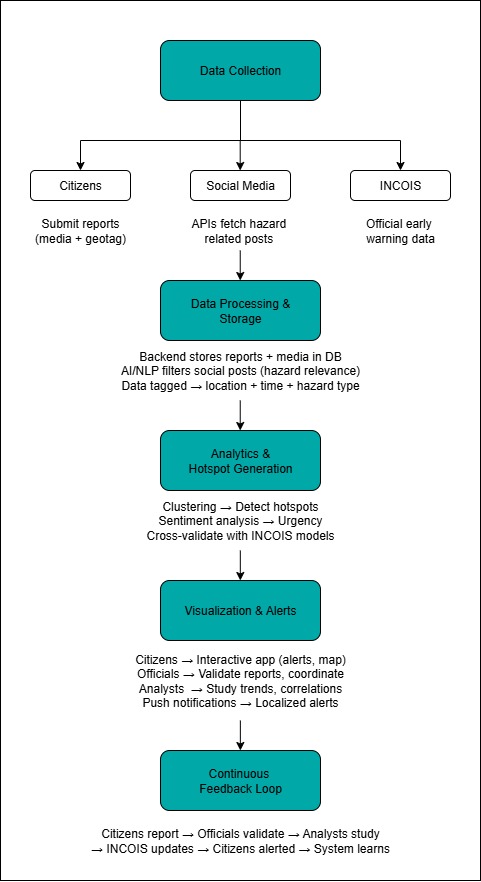 Data Collection
Citizens
Social Media
INCOIS
Submit reports
(media + geotag)
APIs fetch hazard
related posts
Official early
warning data
Data Processing &
Storage
Backend stores reports + media in DB
AI/NLP filters social posts (hazard relevance)
Data tagged → location + time + hazard type
Analytics &
Hotspot Generation
Clustering → Detect hotspots
Sentiment analysis → Urgency
Cross-validate with INCOIS models
Visualization & Alerts
Citizens → Interactive app (alerts, map)
Officials → Validate reports, coordinate
Analysts → Study trends, correlations
Push notifications → Localized alerts
Continuous
Feedback Loop
Citizens report → Officials validate → Analysts study
→ INCOIS updates → Citizens alerted → System learns